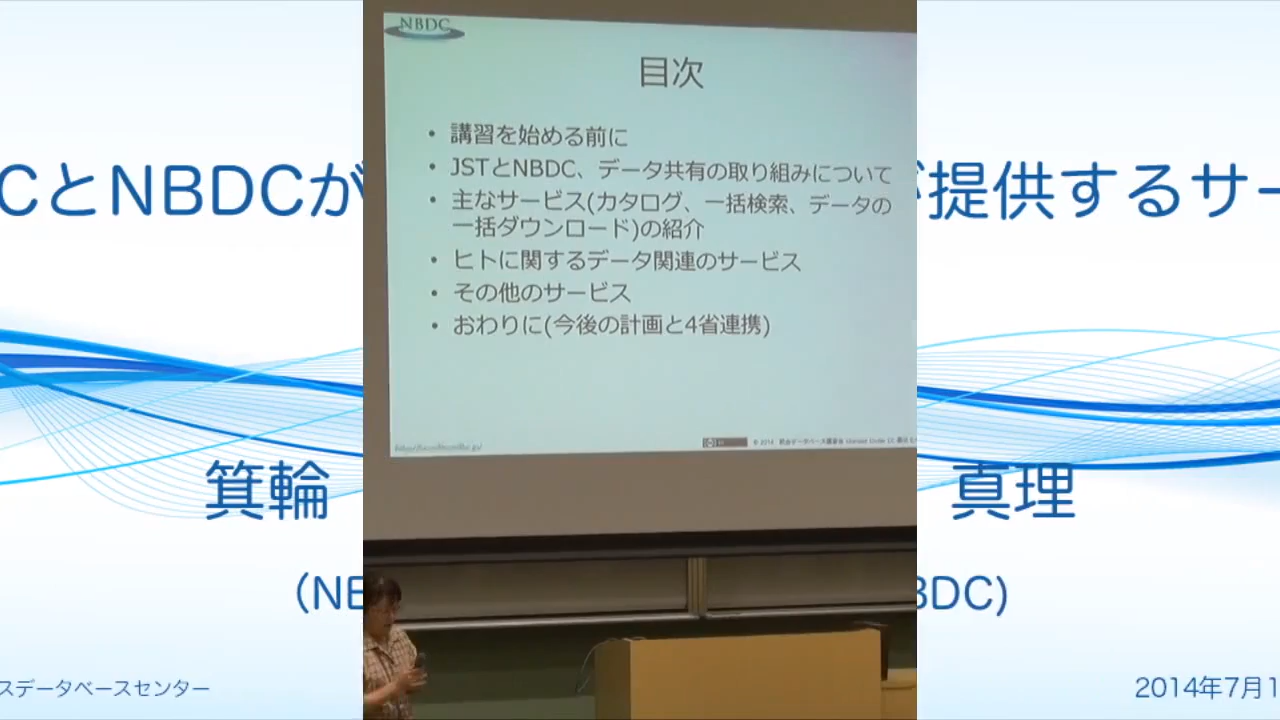 NBDC
目次
• 講習を始める前に
• JSTとNBDC、データ共有の取り組みについて
• 主なサービス(カタログ、一括検索、データの
一括ダウンロード)の紹介
• ヒトに関するデータ関連のサービス
• その他のサービス
• おわりに(今後の計画と4省連携)
CとNBDCが
提供するサー
箕輪
真理
(NB
BDC)
スデータベースセンター
2014年7月1